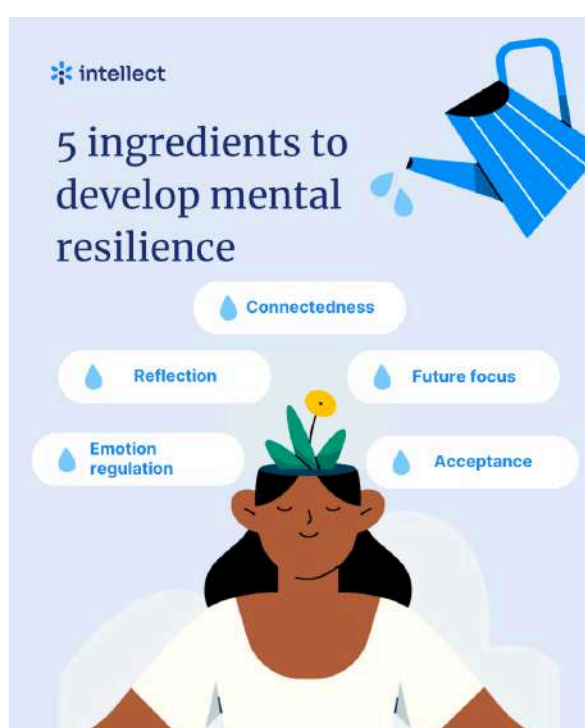 intellect
5 ingredients to
develop mental
resilience
Connectedness
Reflection
Future focus
Emotion
regulation
Acceptance